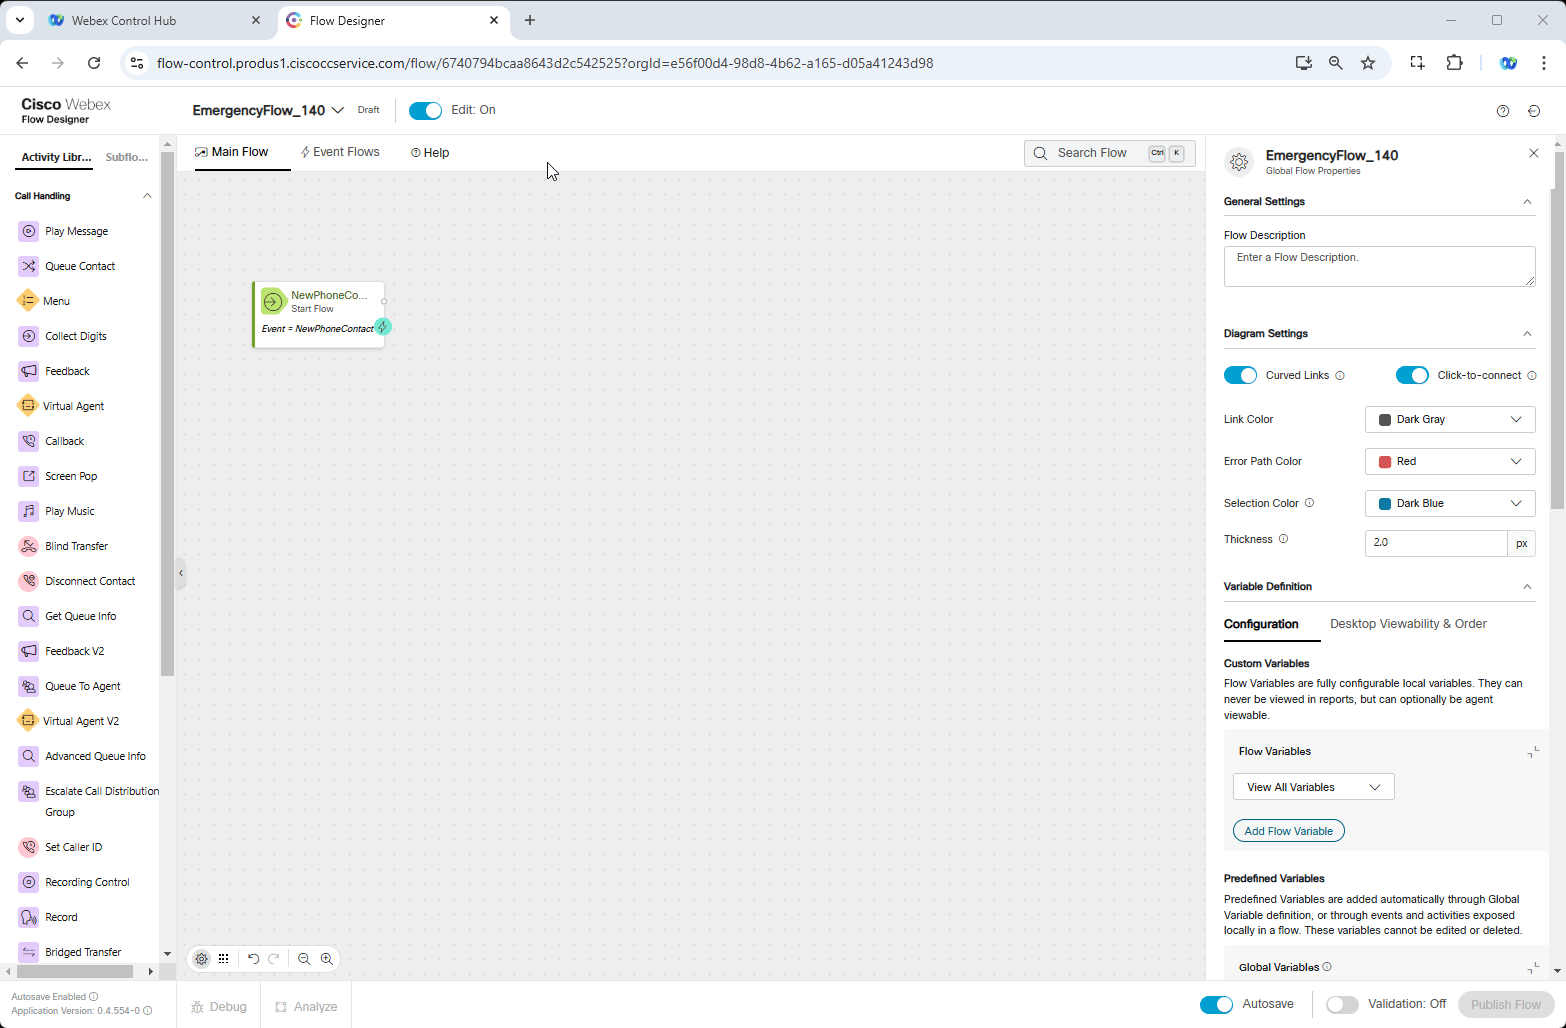 Webex Control Hub
Flow Designer
flow-control.produs1.ciscoccservice.com/flow/6740794bcaa8643d2c542525?orgId=e56f00d4-98d8-4b62-a165-d05a41243d98
Cisco Webex
Flow Designer
EmergencyFlow_140
Draft
Edit: On
Activity Libr...
Subflo...
Main Flow
Event Flows
Help
Search Flow
Ctrl
K
Call Handling
Play Message
Queue Contact
Menu
Collect Digits
Feedback
Virtual Agent
Callback
Screen Pop
Play Music
Blind Transfer
Disconnect Contact
Get Queue Info
Feedback V2
Queue To Agent
Virtual Agent V2
Advanced Queue Info
Escalate Call Distribution
Group
Set Caller ID
Recording Control
Record
Bridged Transfer
NewPhoneCo...
Start Flow
Event = NewPhoneContact
EmergencyFlow_140
Global Flow Properties
General Settings
Flow Description
Enter a Flow Description.
Diagram Settings
Curved Links
Click-to-connect
Link Color
Dark Gray
Error Path Color
Red
Selection Color
Dark Blue
Thickness
2.0
px
Variable Definition
Configuration
Desktop Viewability & Order
Custom Variables
Flow Variables are fully configurable local variables. They can
never be viewed in reports, but can optionally be agent
viewable.
Flow Variables
View All Variables
Add Flow Variable
Predefined Variables
Predefined Variables are added automatically through Global
Variable definition, or through events and activities exposed
locally in a flow. These variables cannot be edited or deleted.
Global Variables
Autosave Enabled
Application Version: 0.4.554-0
Debug
Analyze
Autosave
Validation: Off
Publish Flow